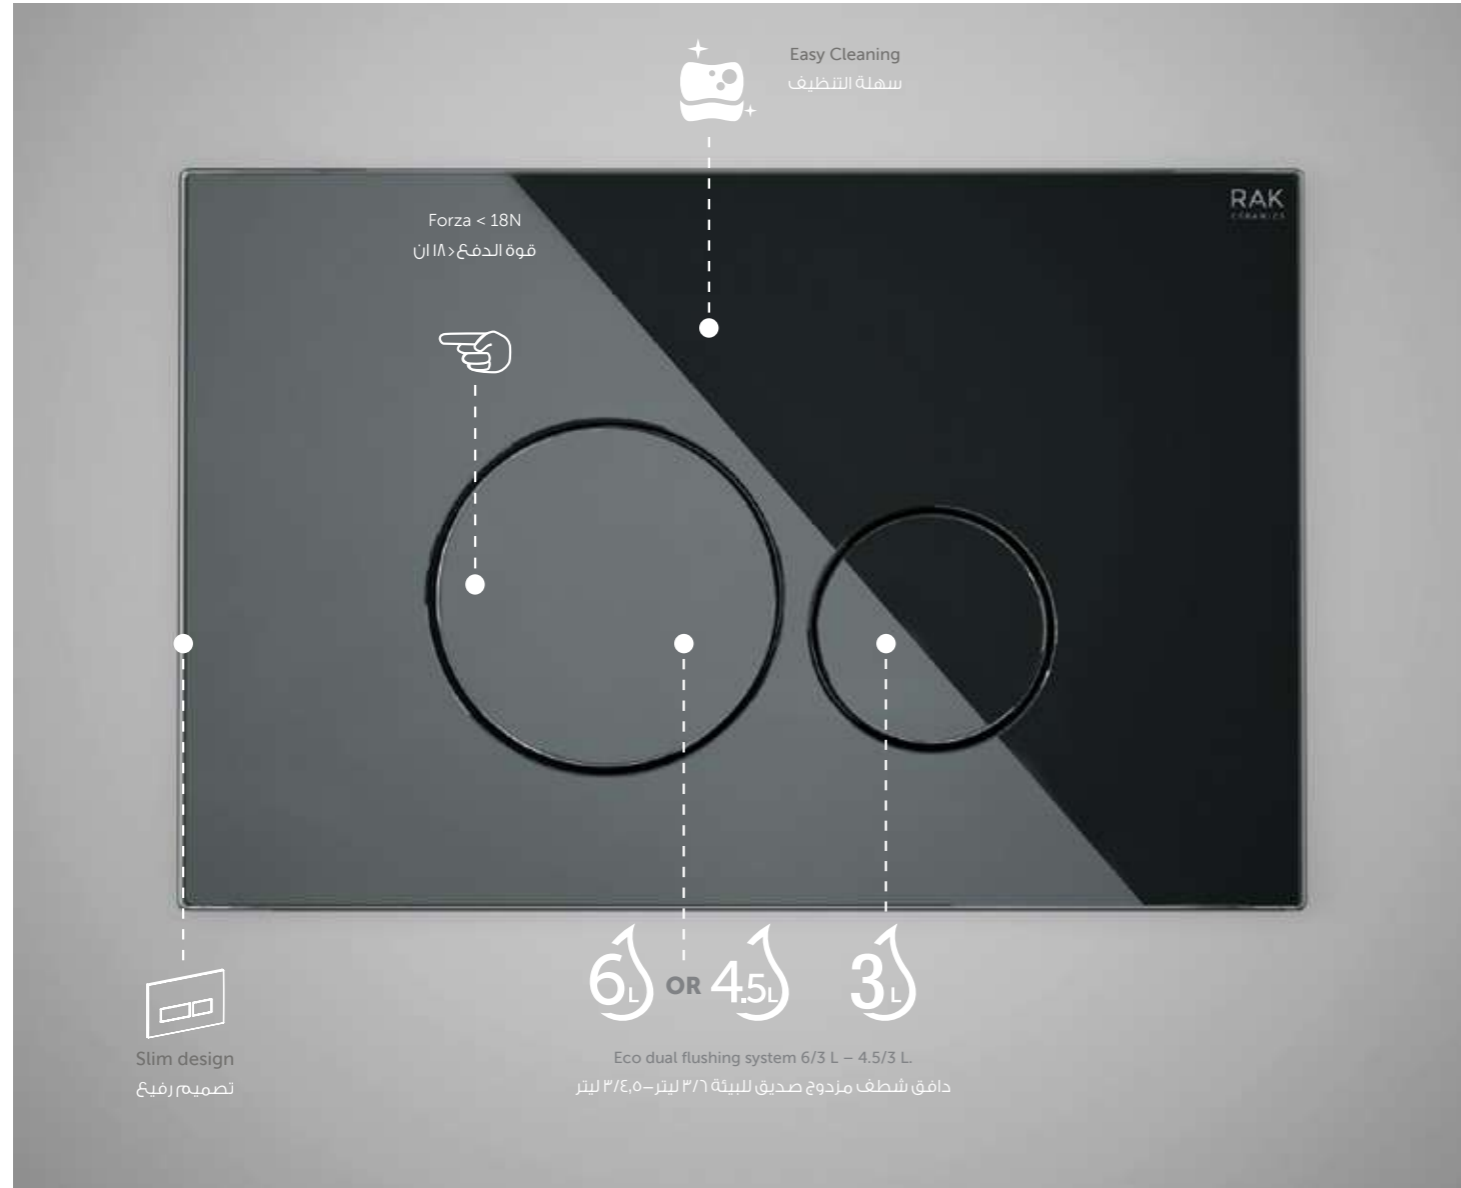 Easy Cleaning
سهلة التنظيف
RAK
CERAMICS
Forza < 18N
قوة الدفع<١٨ ان
6L OR 4.5L 3L
Slim design
تصميم رفيع
Eco dual flushing system 6/3 L – 4.5/3 L.
دافق شطف مزدوج صديق للبيئة ٣/٦ ليتر–٣/٤,٥ ليتر